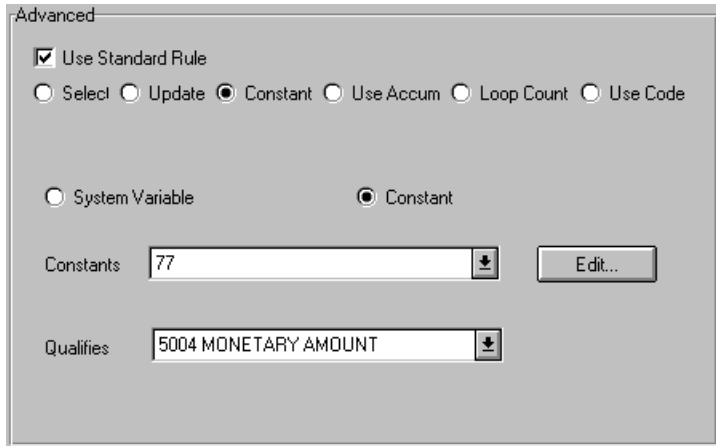 Advanced
Use Standard Rule
Select Update Constant Use Accum Loop Count Use Code
System Variable Constant
Constants 77 Edit...
Qualifies 5004 MONETARY AMOUNT